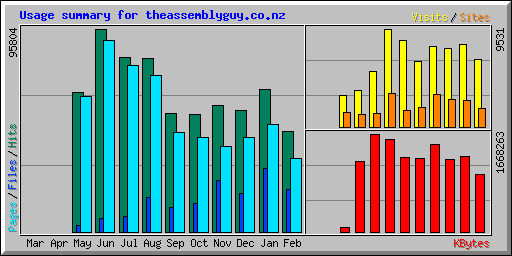 Usage summary for theassemblyguy.co.nz
Visits / Sites
95804
9531
Pages / Files / Hits
1668263
Mar Apr May Jun Jul Aug Sep Oct Nov Dec Jan Feb
KBytes